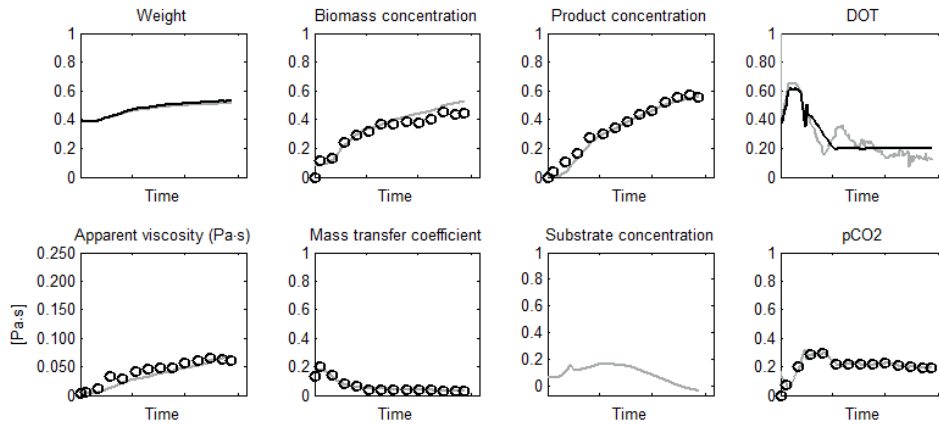 Weight
1
0.8
0.6
0.4
0.2
0
Time
Biomass concentration
1
0.8
0.6
0.4
0.2
0
Time
Product concentration
1
0.8
0.6
0.4
0.2
0
Time
DOT
1
0.8
0.6
0.4
0.20
0
Time
Apparent viscosity (Pa·s)
[Pa.s]
0.250
0.200
0.150
0.100
0.050
0
Time
Mass transfer coefficient
1
0.8
0.6
0.4
0.2
0
Time
Substrate concentration
1
0.8
0.6
0.4
0.2
0
Time
pCO2
1
0.8
0.6
0.4
0.2
0
Time